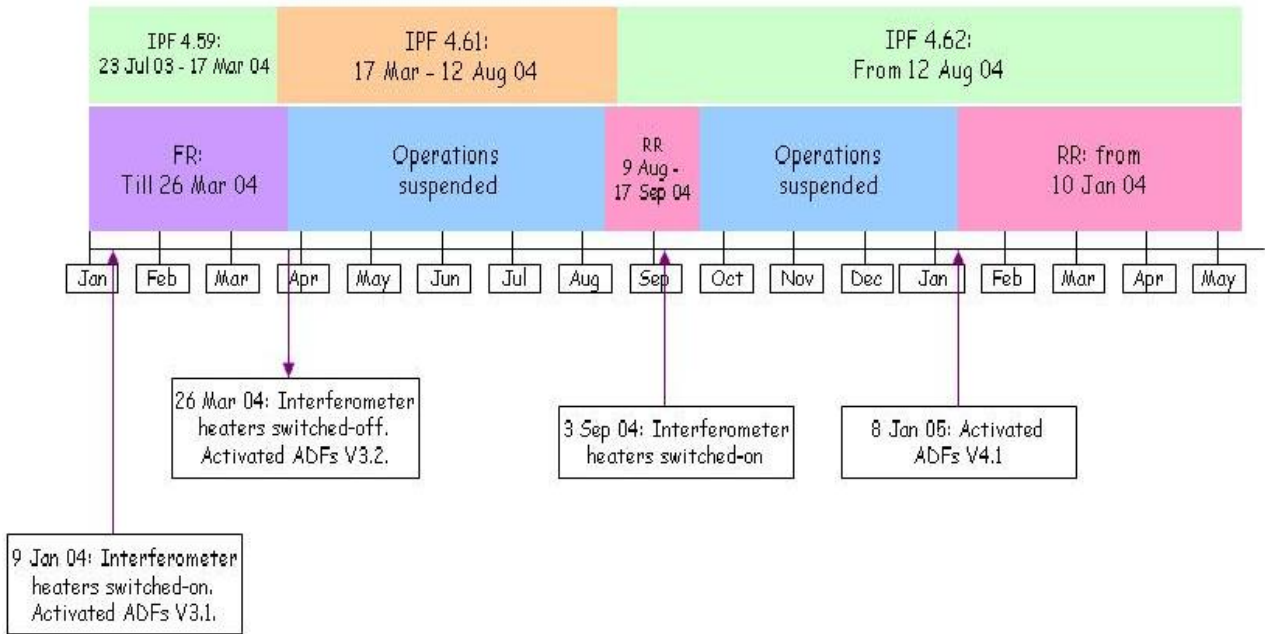 IPF 4.59:
23 Jul 03 - 17 Mar 04
IPF 4.61:
17 Mar - 12 Aug 04
IPF 4.62:
From 12 Aug 04
FR:
Till 26 Mar 04
Operations
suspended
RR
9 Aug -
17 Sep 04
Operations
suspended
RR: from
10 Jan 04
Jan
Feb
Mar
Apr
May
Jun
Jul
Aug
Sep
Oct
Nov
Dec
Jan
Feb
Mar
Apr
May
26 Mar 04: Interferometer
heaters switched-off.
Activated ADFs V3.2.
3 Sep 04: Interferometer
heaters switched-on
8 Jan 05: Activated
ADFs V4.1
9 Jan 04: Interferometer
heaters switched-on.
Activated ADFs V3.1.